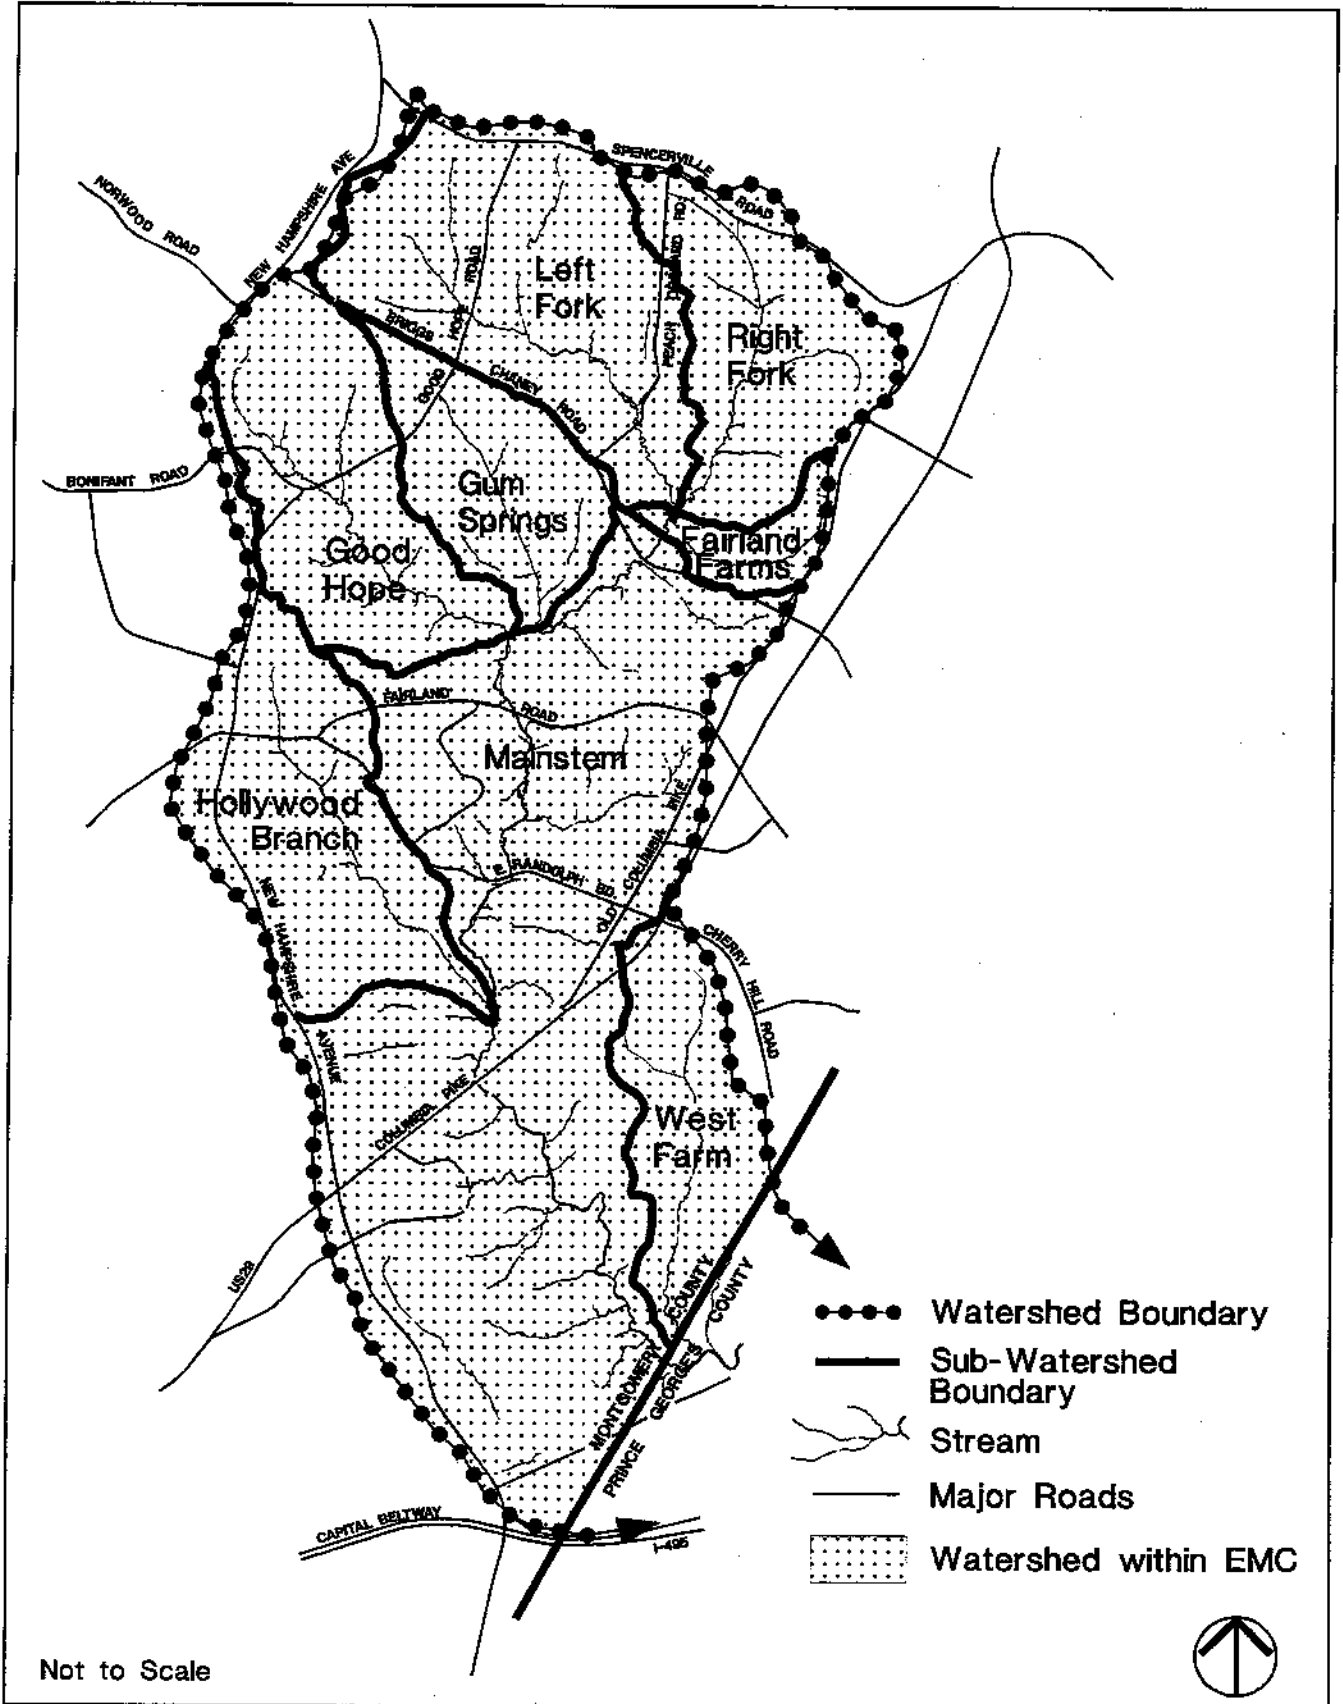 SPENCERVILLE
ROAD
NEW HAMPSHIRE AVE
NORWOOD ROAD
PEACH ORCHARD RD
GOOD HOPE ROAD
Left
Fork
Right
Fork
BRIGGS CHANEY ROAD
BONIFANT ROAD
Gum
Springs
Good
Hope
Fairland
Farms
FAIRLAND ROAD
Mainstem
Hollywood
Branch
E. RANDOLPH RD.
OLD COLUMBIA PIKE
NEW HAMPSHIRE
AVENUE
CHERRY HILL ROAD
COLUMBIA PIKE
West
Farm
US29
MONTGOMERY COUNTY
PRINCE GEORGE'S COUNTY
CAPITAL BELTWAY
I-495
Watershed Boundary
Sub-Watershed
Boundary
Stream
Major Roads
Watershed within EMC
Not to Scale